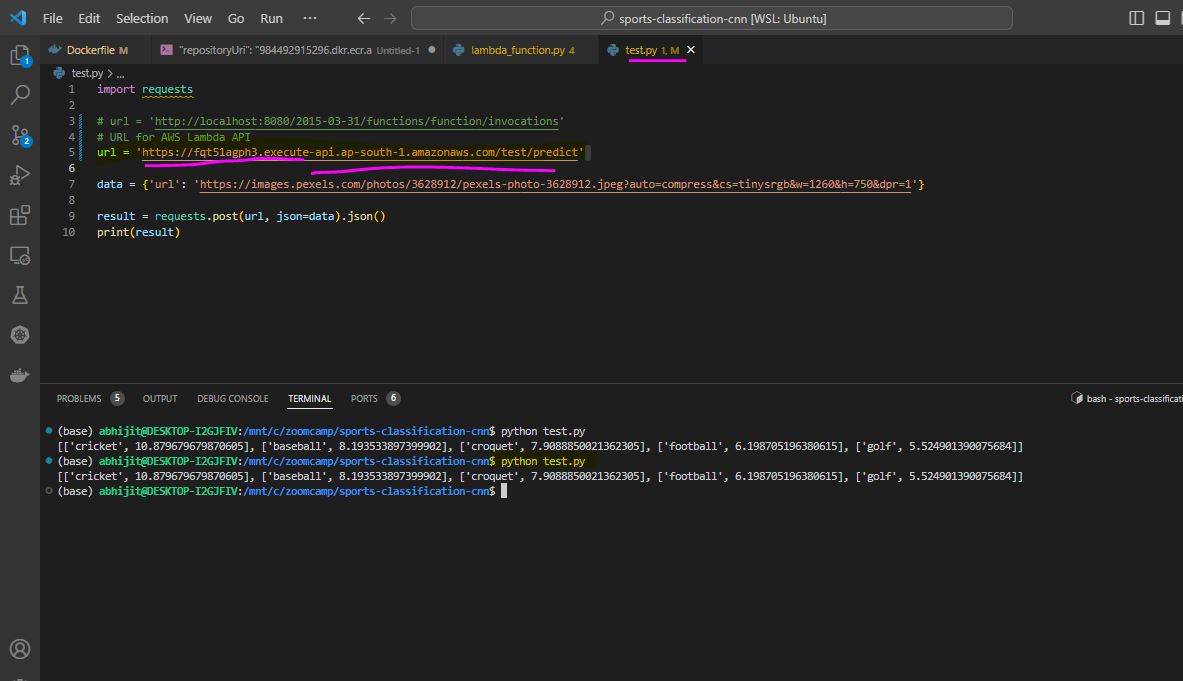 File Edit Selection View Go Run ··· sports-classification-cnn [WSL: Ubuntu]
Dockerfile M "repositoryUri": "984492915296.dkr.ecr.a Untitled-1 lambda_function.py 4 test.py 1, M
test.py > ...
1 import requests
2
3 # url = 'http://localhost:8080/2015-03-31/functions/function/invocations'
4 # URL for AWS Lambda API
5 url = 'https://fqt51agph3.execute-api.ap-south-1.amazonaws.com/test/predict'
6
7 data = {'url': 'https://images.pexels.com/photos/3628912/pexels-photo-3628912.jpeg?auto=compress&cs=tinysrgb&w=1260&h=750&dpr=1'}
8
9 result = requests.post(url, json=data).json()
10 print(result)
1
2
PROBLEMS 5 OUTPUT DEBUG CONSOLE TERMINAL PORTS 6 bash - sports-classificati
(base) abhijit@DESKTOP-I2GJFIV:/mnt/c/zoomcamp/sports-classification-cnn$ python test.py
[['cricket', 10.879679679870605], ['baseball', 8.193533897399902], ['croquet', 7.9088850021362305], ['football', 6.198705196380615], ['golf', 5.524901390075684]]
(base) abhijit@DESKTOP-I2GJFIV:/mnt/c/zoomcamp/sports-classification-cnn$ python test.py
[['cricket', 10.879679679870605], ['baseball', 8.193533897399902], ['croquet', 7.9088850021362305], ['football', 6.198705196380615], ['golf', 5.524901390075684]]
(base) abhijit@DESKTOP-I2GJFIV:/mnt/c/zoomcamp/sports-classification-cnn$